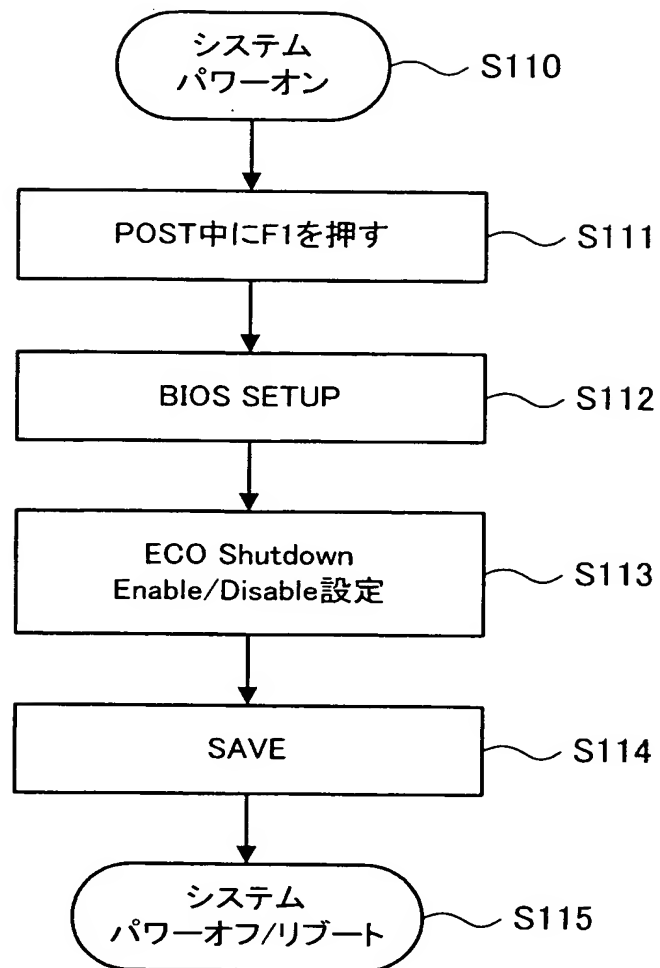 システム
パワーオン
S110
POST中にF1を押す
S111
BIOS SETUP
S112
ECO Shutdown
Enable/Disable設定
S113
SAVE
S114
システム
パワーオフ/リブート
S115